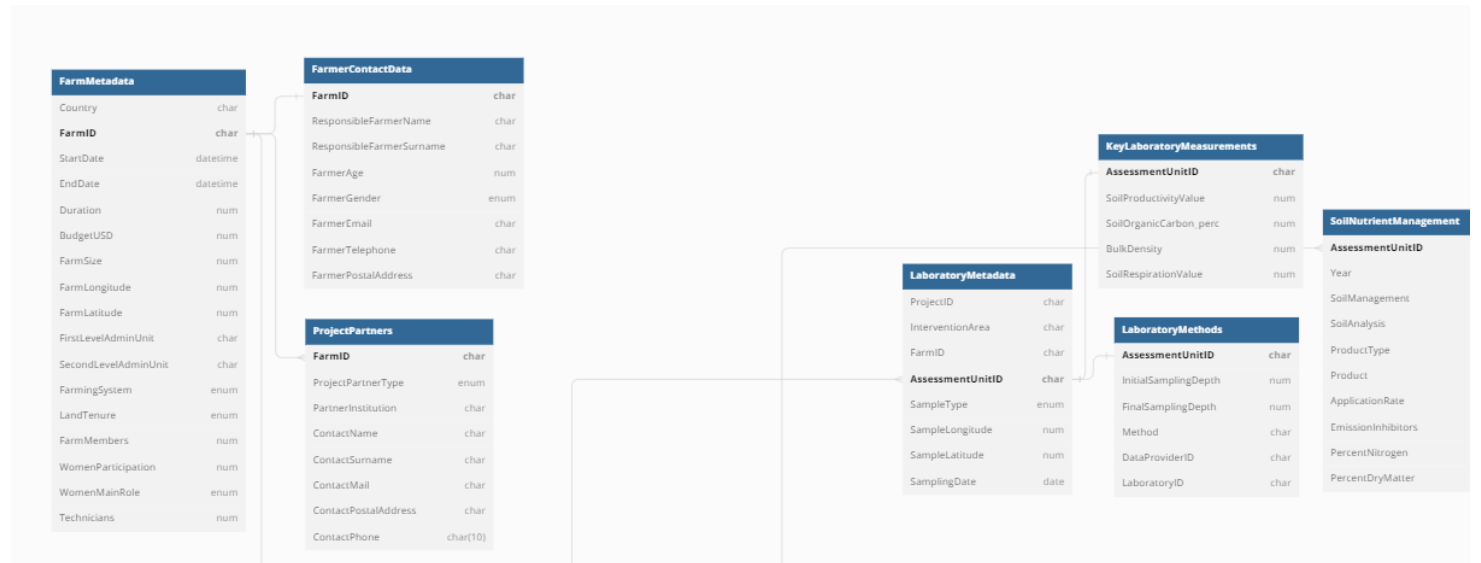 FarmMetadata
Country char
FarmID char
StartDate datetime
EndDate datetime
Duration num
BudgetUSD num
FarmSize num
FarmLongitude num
FarmLatitude num
FirstLevelAdminUnit char
SecondLevelAdminUnit char
FarmingSystem enum
LandTenure enum
FarmMembers num
WomenParticipation num
WomenMainRole enum
Technicians num
FarmerContactData
FarmID char
ResponsibleFarmerName char
ResponsibleFarmerSurname char
FarmerAge num
FarmerGender enum
FarmerEmail char
FarmerTelephone char
FarmerPostalAddress char
ProjectPartners
FarmID char
ProjectPartnerType enum
PartnerInstitution char
ContactName char
ContactSurname char
ContactMail char
ContactPostalAddress char
ContactPhone char(10)
LaboratoryMetadata
ProjectID char
InterventionArea char
FarmID char
AssessmentUnitID char
SampleType enum
SampleLongitude num
SampleLatitude num
SamplingDate date
KeyLaboratoryMeasurements
AssessmentUnitID char
SoilProductivityValue num
SoilOrganicCarbon_perc num
BulkDensity num
SoilRespirationValue num
LaboratoryMethods
AssessmentUnitID char
InitialSamplingDepth num
FinalSamplingDepth num
Method char
DataProviderID char
LaboratoryID char
SoilNutrientManagement
AssessmentUnitID
Year
SoilManagement
SoilAnalysis
ProductType
Product
ApplicationRate
EmissionInhibitors
PercentNitrogen
PercentDryMatter